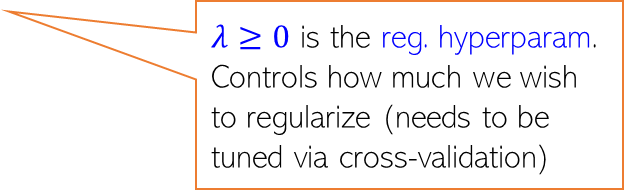 λ ≥ 0 is the reg. hyperparam.
Controls how much we wish
to regularize (needs to be
tuned via cross-validation)